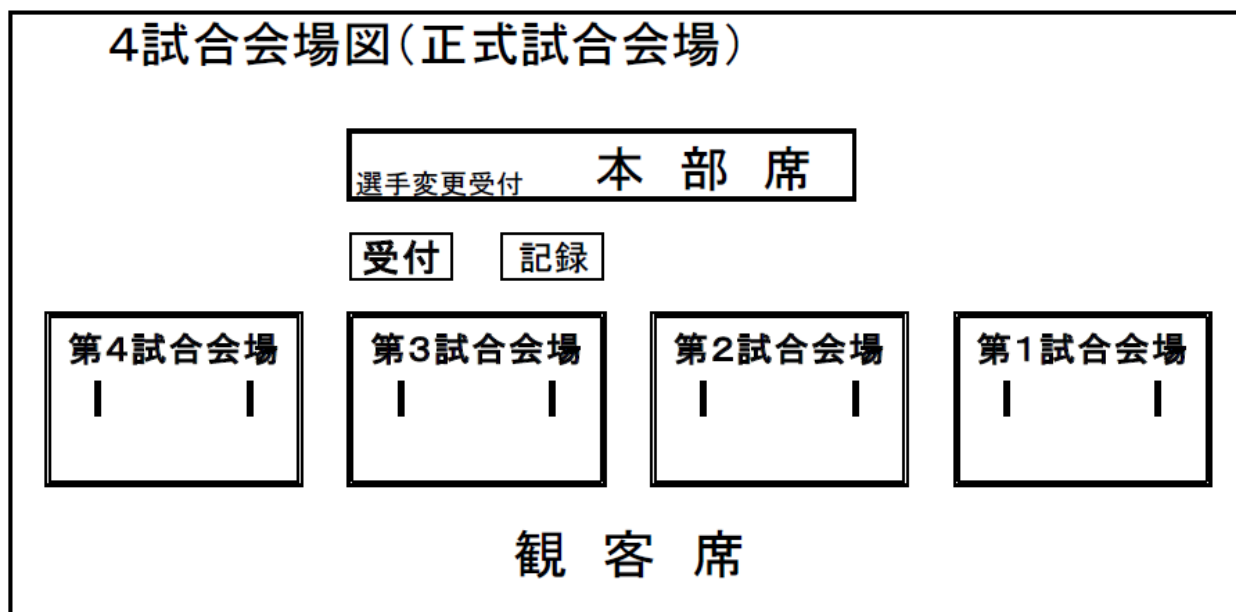 4試合会場図(正式試合会場)
選手変更受付 本部席
受付 記録
第4試合会場 第3試合会場 第2試合会場 第1試合会場
観客席